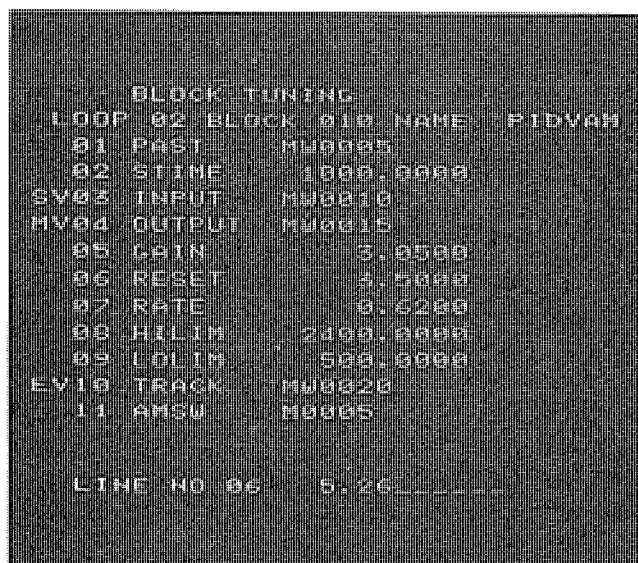 BLOCK TUNING
LOOP 02 BLOCK 010 NAME PIDVAM
01 PAST MW0005
02 STIME 1000.0000
SV03 INPUT MW0010
MV04 OUTPUT MW0015
05 GAIN 3.0500
06 RESET 4.5000
07 RATE 0.6200
08 HILIM 2400.0000
09 LOLIM 500.0000
EV10 TRACK MW0020
11 AMSW M0005
LINE NO 06 5.26______